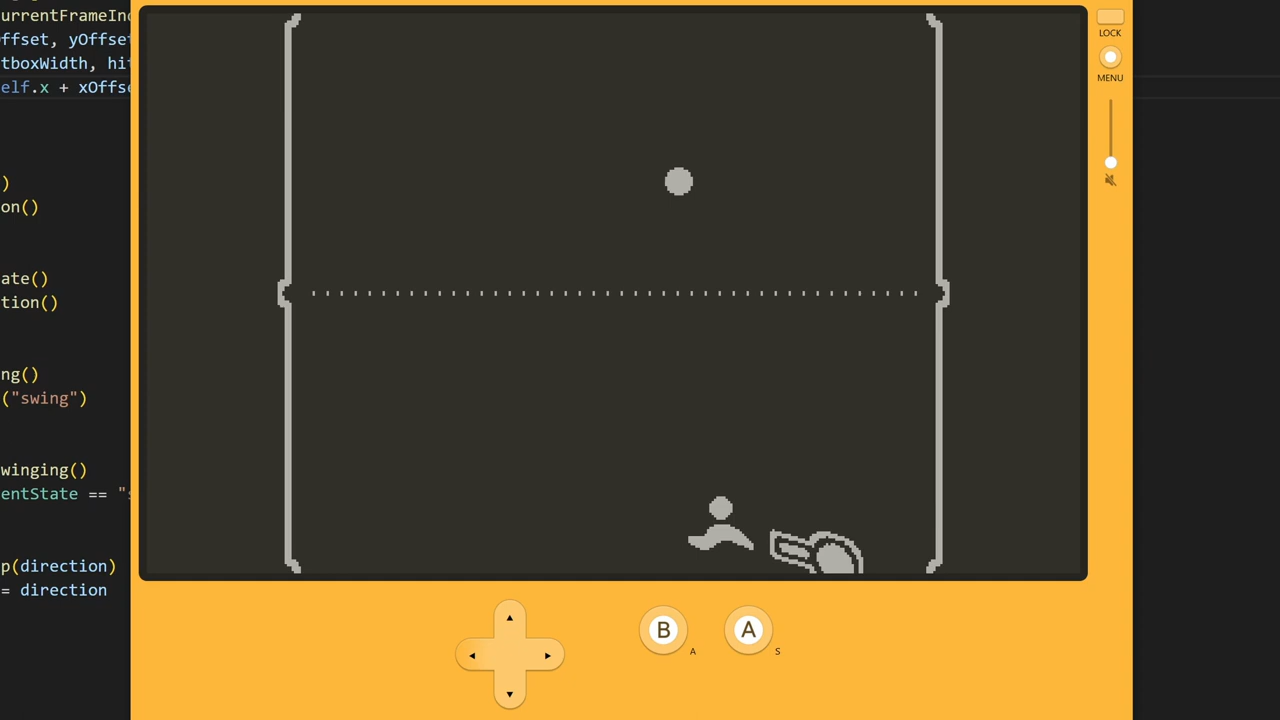 urrentFrameInd
ffset, yOffset
tboxWidth, hit
elf.x + xOffse
)
on()
ate()
tion()
ng()
("swing")
winging()
entState == "s
p(direction)
= direction
LOCK
MENU
B
A
A
S